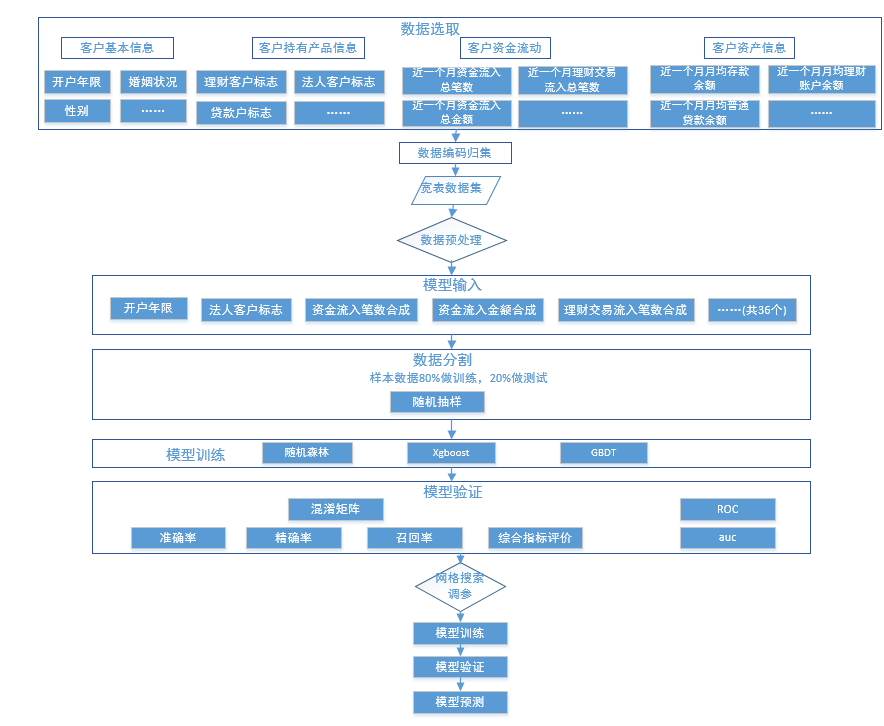 数据选取
客户基本信息
客户持有产品信息
客户资金流动
客户资产信息
开户年限
婚姻状况
理财客户标志
法人客户标志
近一个月资金流入
总笔数
近一个月理财交易
流入总笔数
近一个月月均存款
余额
近一个月月均理财
账户余额
性别
……
贷款户标志
……
近一个月资金流入
总金额
……
近一个月月均普通
贷款余额
……
数据编码归集
宽表数据集
数据预处理
模型输入
开户年限
法人客户标志
资金流入笔数合成
资金流入金额合成
理财交易流入笔数合成
……(共36个)
数据分割
样本数据80%做训练，20%做测试
随机抽样
模型训练
随机森林
Xgboost
GBDT
模型验证
混淆矩阵
ROC
准确率
精确率
召回率
综合指标评价
auc
网格搜索
调参
模型训练
模型验证
模型预测